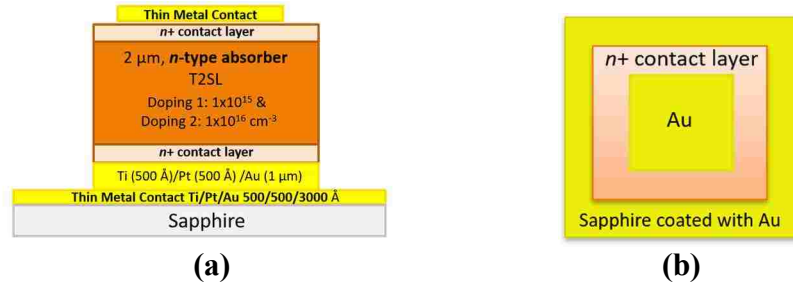 Thin Metal Contact
n+ contact layer
2 μm, n-type absorber
T2SL
Doping 1: 1x10¹⁵ &
Doping 2: 1x10¹⁶ cm⁻³
n+ contact layer
Ti (500 Å)/Pt (500 Å) /Au (1 μm)
Thin Metal Contact Ti/Pt/Au 500/500/3000 Å
Sapphire
(a)
n+ contact layer
Au
Sapphire coated with Au
(b)